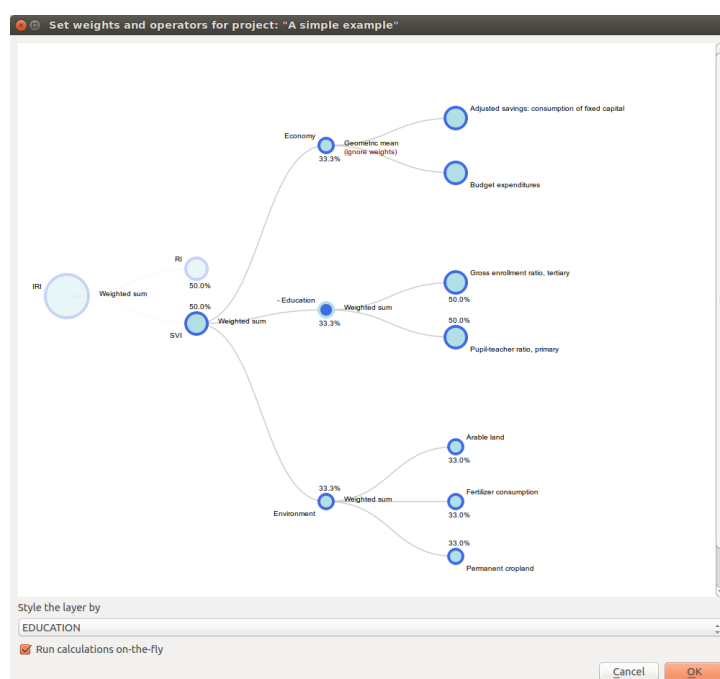 Set weights and operators for project: "A simple example"
Adjusted savings: consumption of fixed capital
Economy
Geometric mean
(ignore weights)
33.3%
Budget expenditures
RI
Gross enrollment ratio, tertiary
IRI
Weighted sum
50.0%
50.0%
- Education
50.0%
Weighted sum
Weighted sum
33.3%
50.0%
SVI
Pupil-teacher ratio, primary
Arable land
33.0%
33.3%
Fertilizer consumption
Weighted sum
Environment
33.0%
33.0%
Permanent cropland
Style the layer by
EDUCATION
Run calculations on-the-fly
Cancel
OK